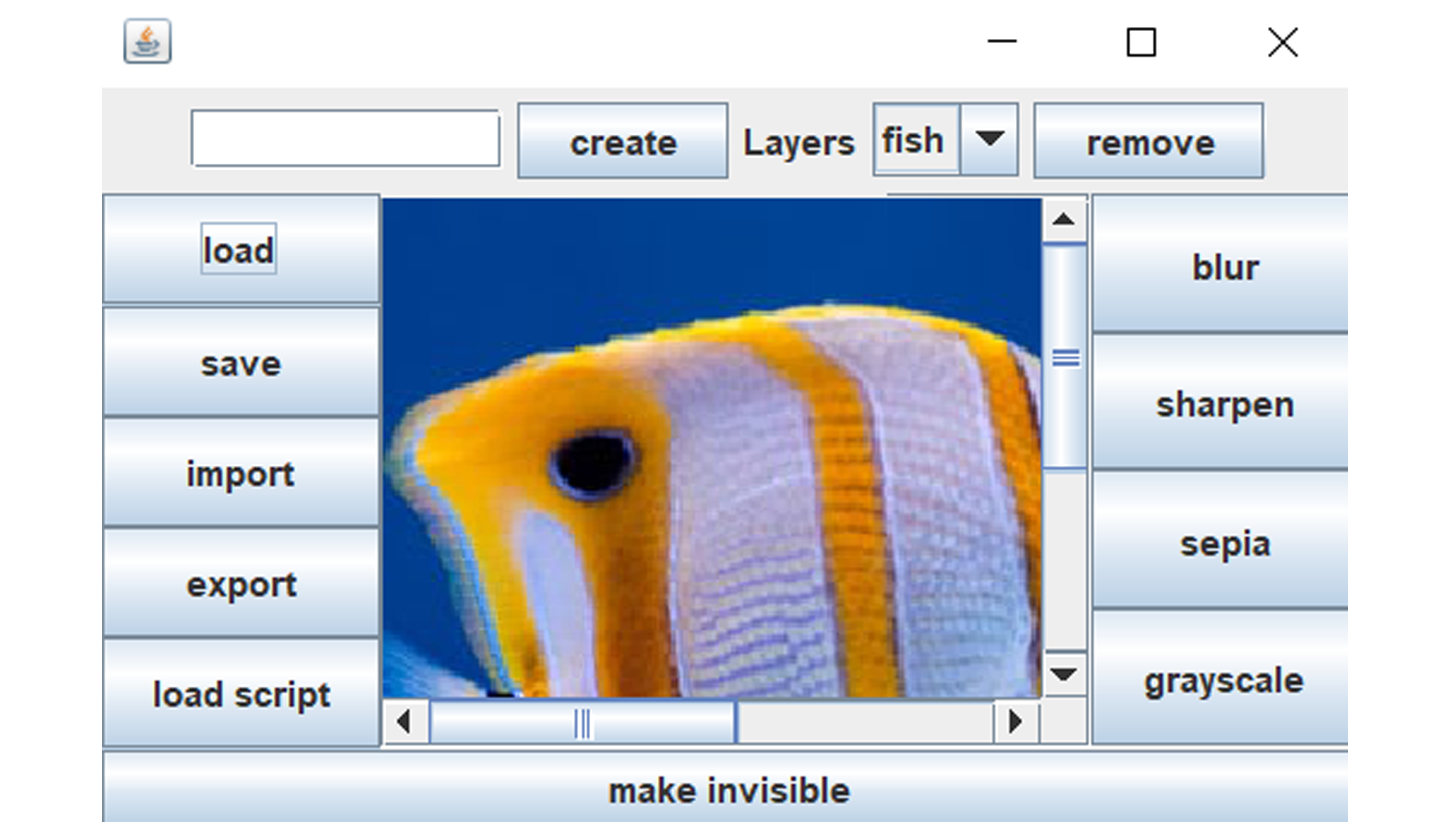 create Layers fish remove
load
save
import
export
load script
blur
sharpen
sepia
grayscale
make invisible